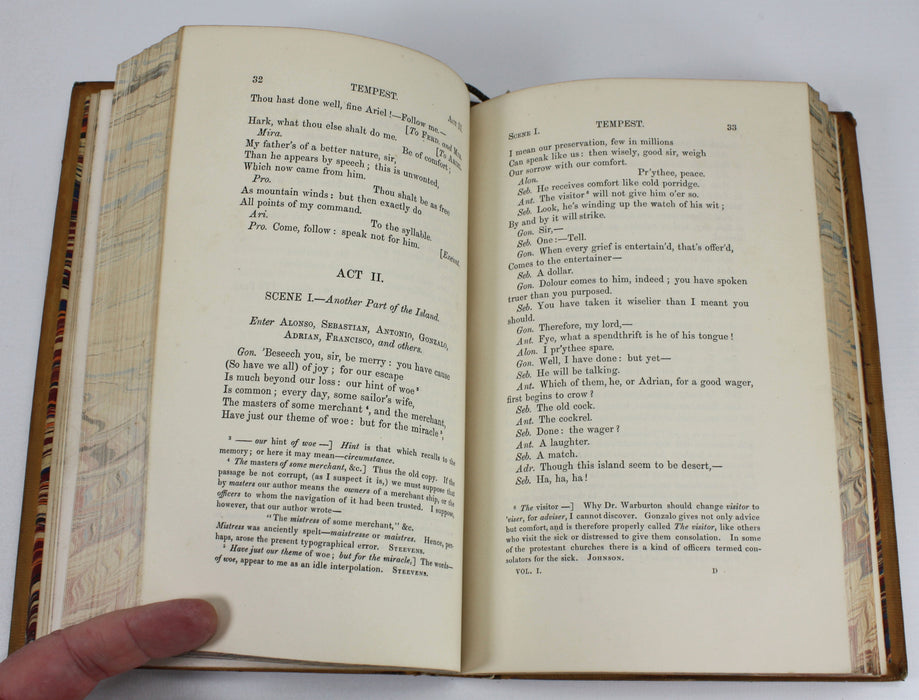 32
TEMPEST.
Act II.
Thou hast done well, fine Ariel!—Follow me.—
[To Ferd. and Mir.
Hark, what thou else shalt do me. [To Ariel.
Mira. Be of comfort;
My father's of a better nature, sir,
Than he appears by speech; this is unwonted,
Which now came from him.
Pro. Thou shalt be as free
As mountain winds: but then exactly do
All points of my command.
Ari. To the syllable.
Pro. Come, follow: speak not for him.
[Exeunt.
ACT II.
SCENE I.—Another Part of the Island.
Enter Alonso, Sebastian, Antonio, Gonzalo,
Adrian, Francisco, and others.
Gon. 'Beseech you, sir, be merry: you have cause
(So have we all) of joy; for our escape
Is much beyond our loss: our hint of woe ³
Is common; every day, some sailor's wife,
The masters of some merchant ⁴, and the merchant,
Have just our theme of woe: but for the miracle ⁵,
³ —— our hint of woe —] Hint is that which recalls to the
memory; or here it may mean—circumstance.
⁴ The masters of some merchant, &c.] Thus the old copy. If the
passage be not corrupt, (as I suspect it is,) we must suppose that
by masters our author means the owners of a merchant ship, or the
officers to whom the navigation of it had been trusted. I suppose,
however, that our author wrote—
"The mistress of some merchant," &c.
Mistress was anciently spelt—maistresse or maistres. Hence, per-
haps, arose the present typographical error. Steevens.
⁵ Have just our theme of woe; but for the miracle,] The words—
of woe, appear to me as an idle interpolation. Steevens.
Scene I.
TEMPEST.
33
I mean our preservation, few in millions
Can speak like us: then wisely, good sir, weigh
Our sorrow with our comfort.
Alon. Pr'ythee, peace.
Seb. He receives comfort like cold porridge.
Ant. The visitor ⁶ will not give him o'er so.
Seb. Look, he's winding up the watch of his wit;
By and by it will strike.
Gon. Sir,—
Seb. One:—Tell.
Gon. When every grief is entertain'd, that's offer'd,
Comes to the entertainer—
Seb. A dollar.
Gon. Dolour comes to him, indeed; you have spoken
truer than you purposed.
Seb. You have taken it wiselier than I meant you
should.
Gon. Therefore, my lord,—
Ant. Fye, what a spendthrift is he of his tongue!
Alon. I pr'ythee spare.
Gon. Well, I have done: but yet—
Seb. He will be talking.
Ant. Which of them, he, or Adrian, for a good wager,
first begins to crow?
Seb. The old cock.
Ant. The cockrel.
Seb. Done: the wager?
Ant. A laughter.
Seb. A match.
Adr. Though this island seem to be desert,—
Seb. Ha, ha, ha!
⁶ The visitor —] Why Dr. Warburton should change visitor to
'viser, for adviser, I cannot discover. Gonzalo gives not only advice
but comfort, and is therefore properly called The visitor, like others
who visit the sick or distressed to give them consolation. In some
of the protestant churches there is a kind of officers termed con-
solators for the sick. Johnson.
VOL. I. D